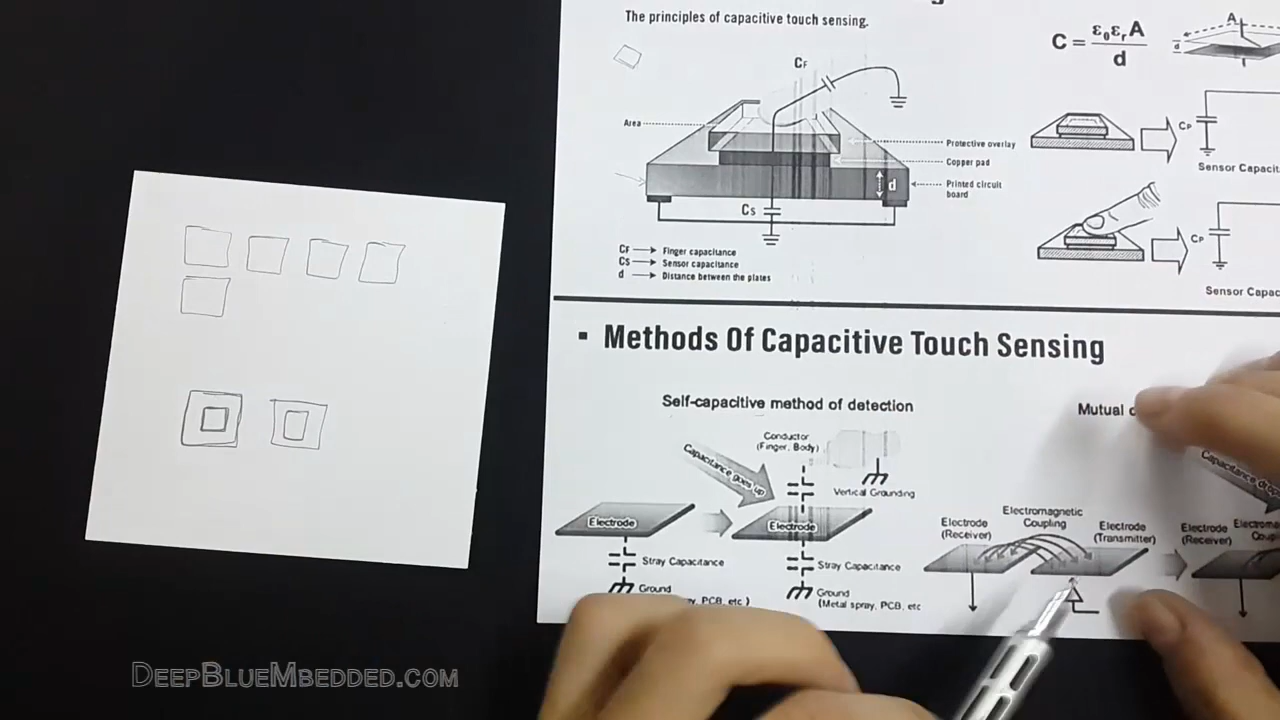 The principles of capacitive touch sensing.
CF
Area
Protective overlay
Copper pad
Printed circuit
board
d
Cs
CF → Finger capacitance
Cs → Sensor capacitance
d → Distance between the plates
C = ε0εrA
d
A
d
CP
Sensor
CP
Sensor
▪ Methods Of Capacitive Touch Sensing
Self-capacitive method of detection
Conductor
(Finger, Body)
Capacitance goes up
Vertical Grounding
Electrode
Electrode
Stray Capacitance
Ground
PCB, etc )
Stray Capacitance
Ground
(Metal spray, PCB, etc
Mutual
Capacitance
Electromagnetic
Coupling
Electrode
(Receiver)
Electrode
(Transmitter)
Electrode
(Receiver)
DeepBlueMbedded.com